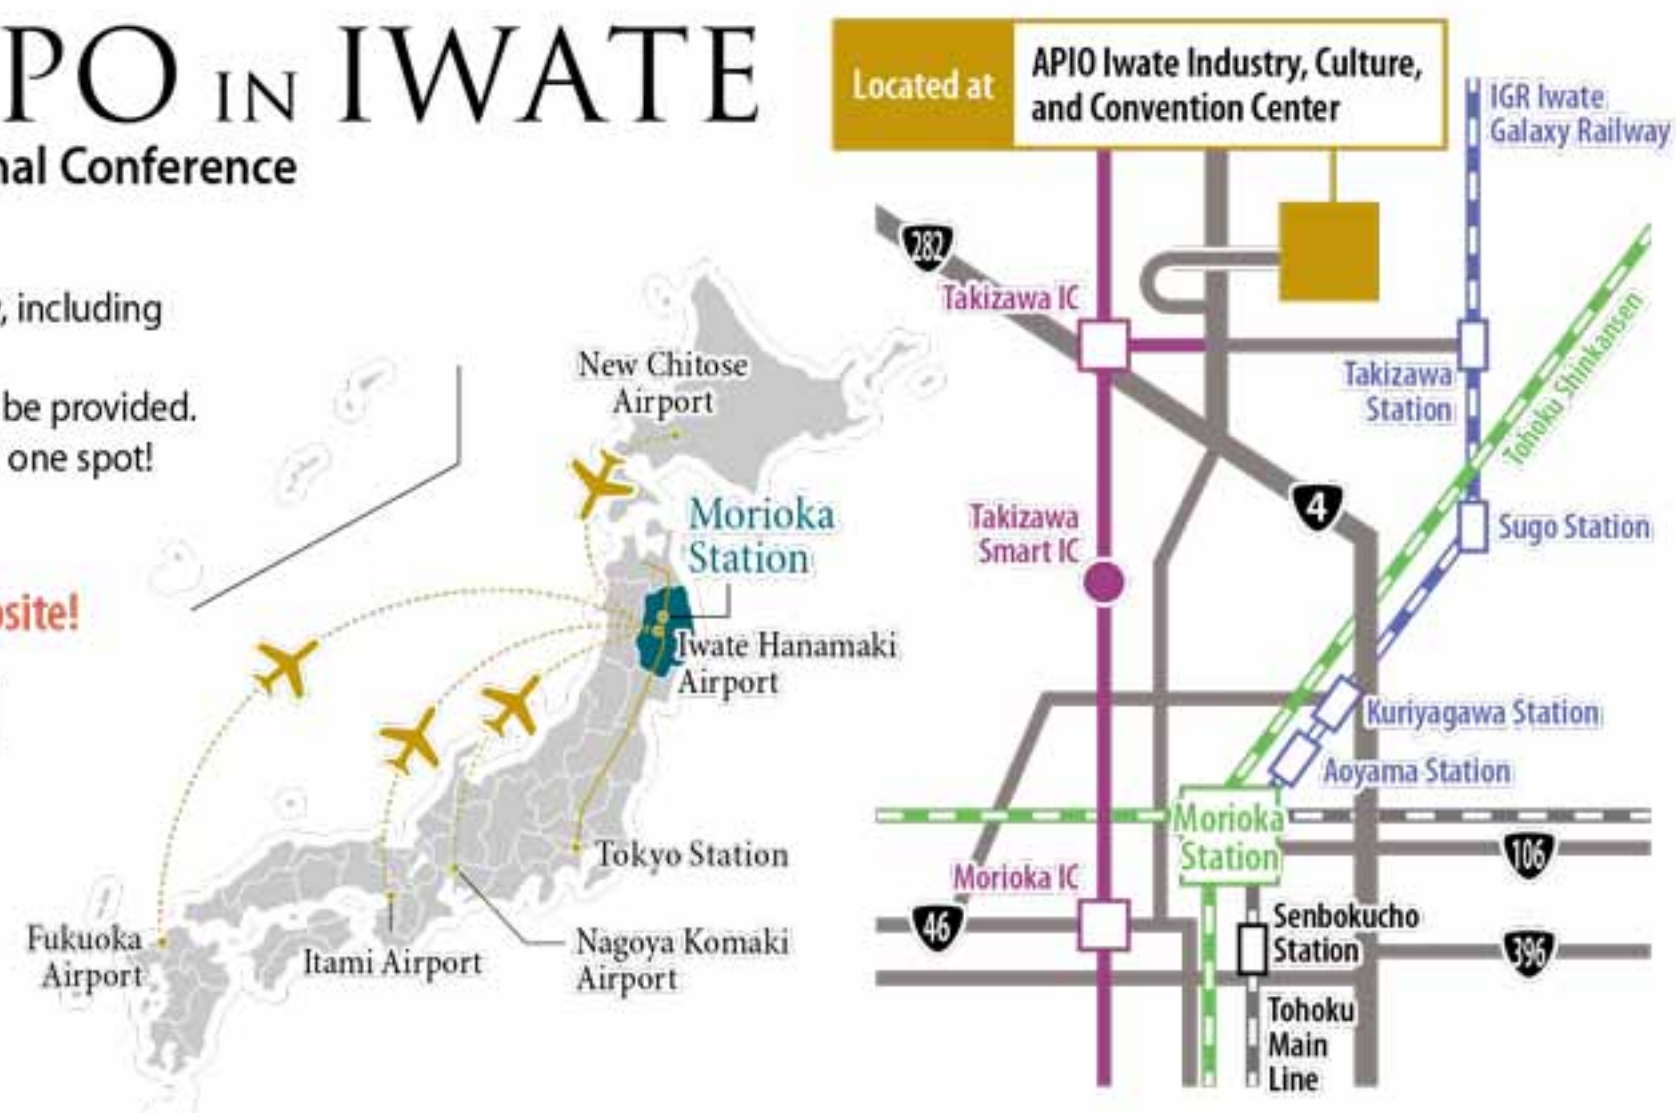 PO IN IWATE
nal Conference
, including
be provided.
one spot!
site!
New Chitose
Airport
Morioka
Station
Iwate Hanamaki
Airport
Tokyo Station
Nagoya Komaki
Airport
Itami Airport
Fukuoka
Airport
Located at
APIO Iwate Industry, Culture,
and Convention Center
IGR Iwate
Galaxy Railway
282
Takizawa IC
Takizawa
Station
Tohoku Shinkansen
4
Takizawa
Smart IC
Sugo Station
Kuriyagawa Station
Aoyama Station
Morioka
Station
106
Morioka IC
46
Senbokucho
Station
396
Tohoku
Main
Line